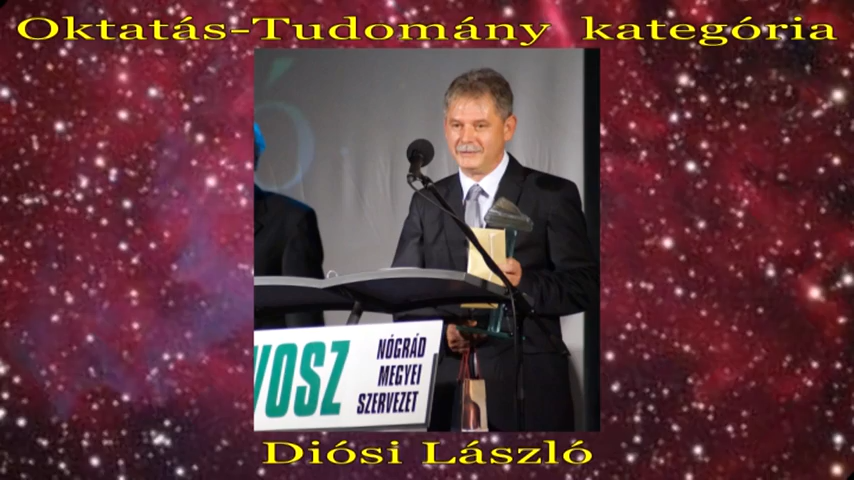 Oktatás-Tudomány kategória
VOSZ
NÓGRÁD
MEGYEI
SZERVEZET
Diósi László